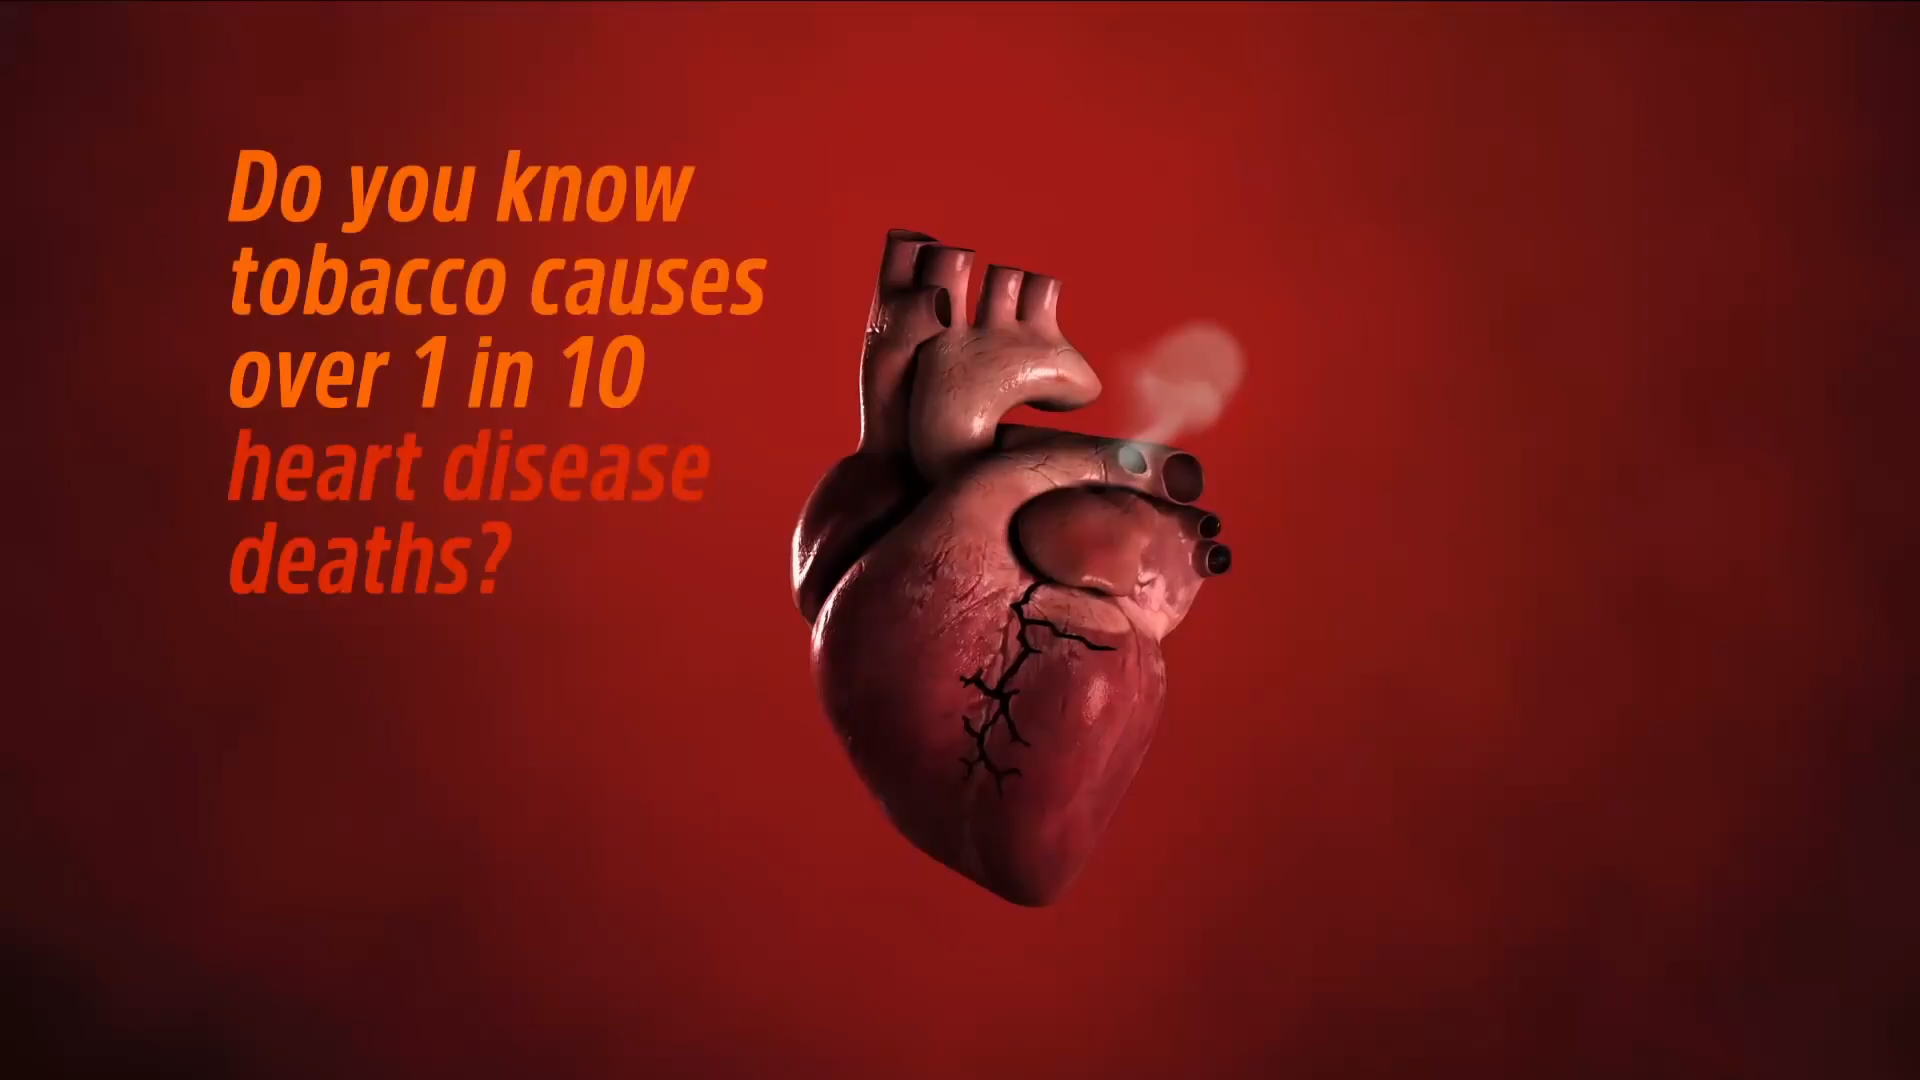 Do you know
tobacco causes
over 1 in 10
heart disease
deaths?